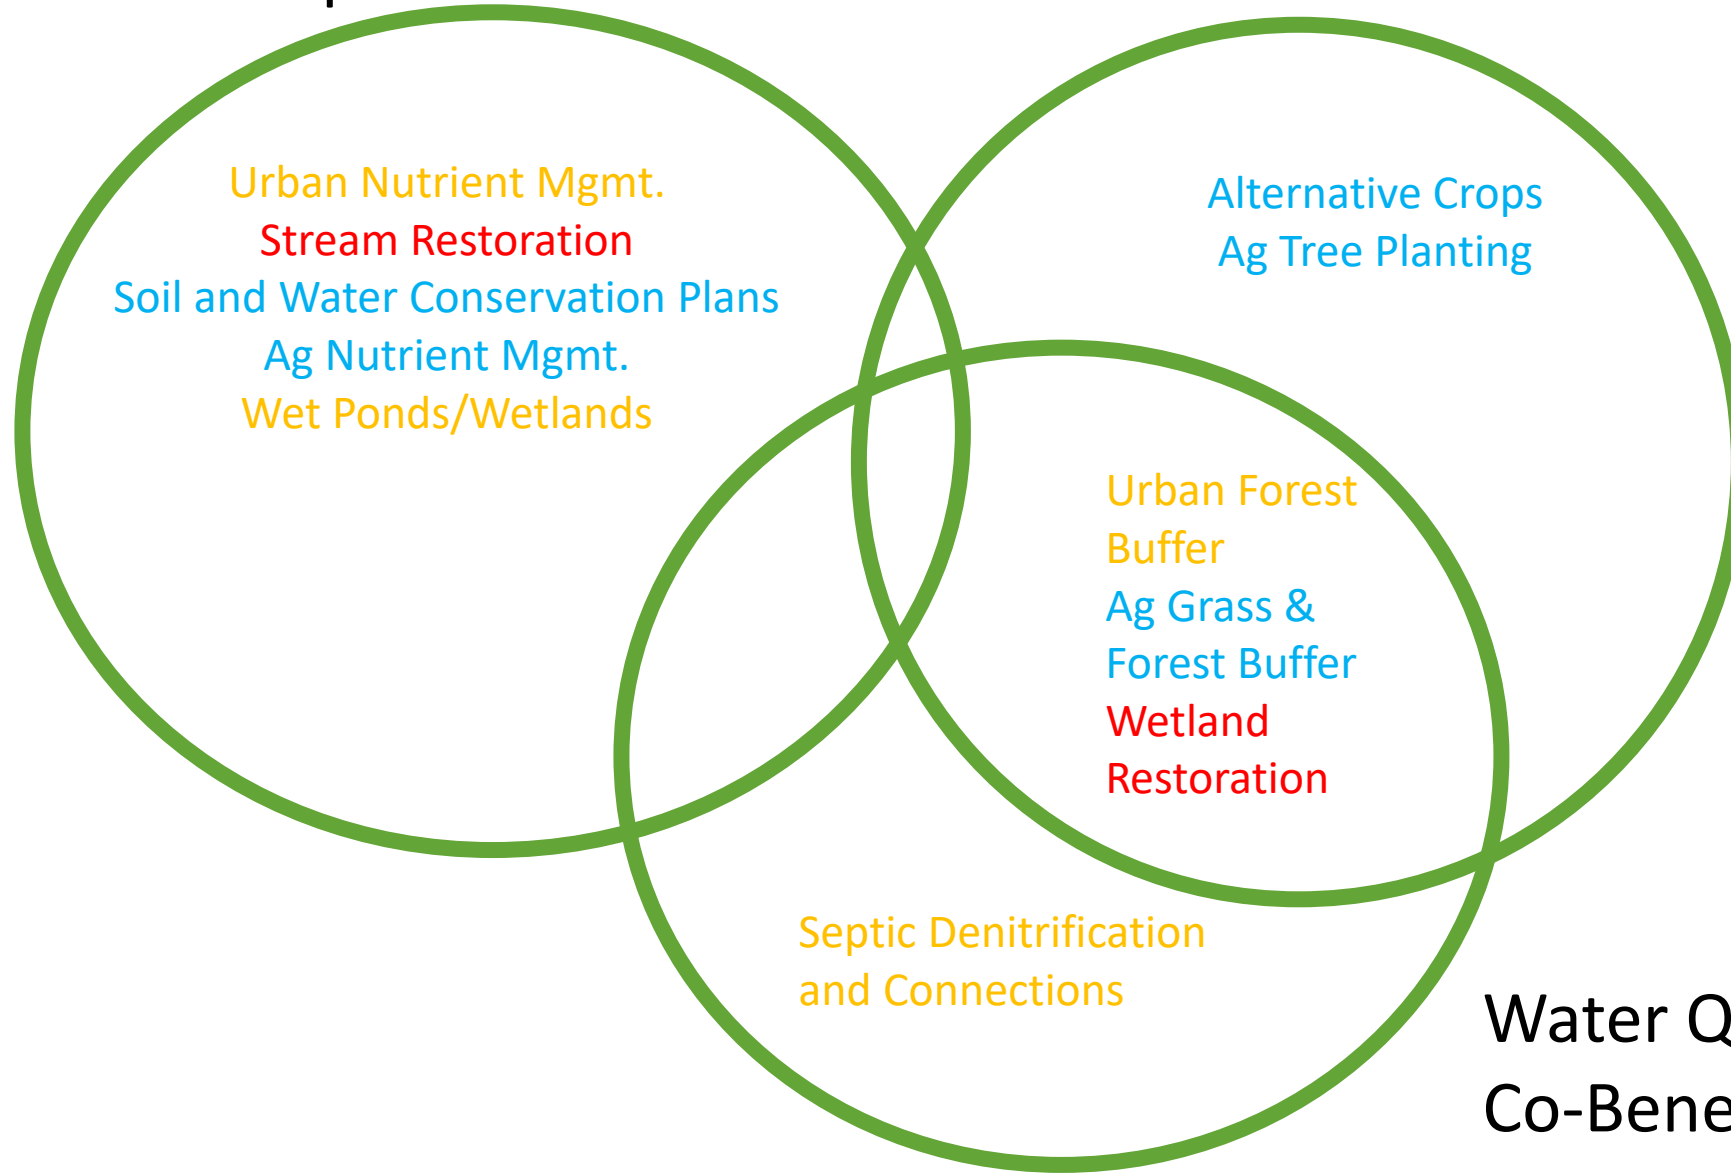 Urban Nutrient Mgmt.
Stream Restoration
Soil and Water Conservation Plans
Ag Nutrient Mgmt.
Wet Ponds/Wetlands
Alternative Crops
Ag Tree Planting
Urban Forest
Buffer
Ag Grass &
Forest Buffer
Wetland
Restoration
Septic Denitrification
and Connections
Water Q
Co-Bene